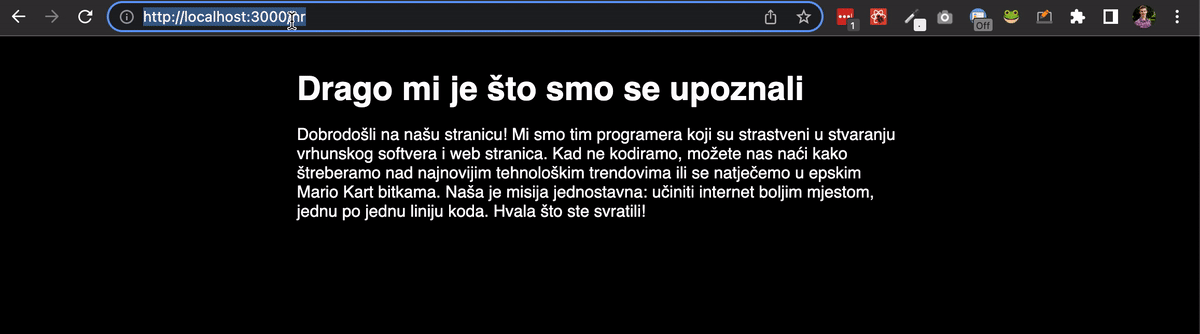 http://localhost:3000/hr
1
Off
Drago mi je što smo se upoznali
Dobrodošli na našu stranicu! Mi smo tim programera koji su strastveni u stvaranju
vrhunskog softvera i web stranica. Kad ne kodiramo, možete nas naći kako
štreberamo nad najnovijim tehnološkim trendovima ili se natječemo u epskim
Mario Kart bitkama. Naša je misija jednostavna: učiniti internet boljim mjestom,
jednu po jednu liniju koda. Hvala što ste svratili!